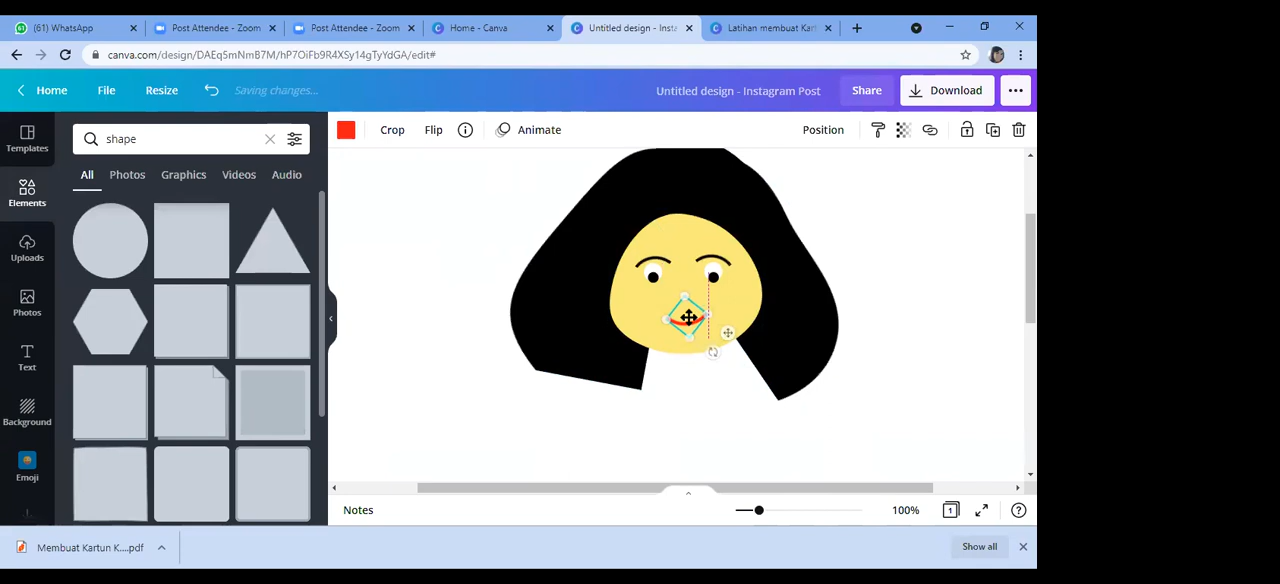 (61) WhatsApp
Post Attendee - Zoom
Post Attendee - Zoom
Home - Canva
Untitled design - Insta
Latihan membuat Kar
canva.com/design/DAEq5mNmB7M/hP7OiFb9R4XSy14gTyYdGA/edit#
Home
File
Resize
Saving changes...
Untitled design - Instagram Post
Share
Download
Templates
shape
Crop
Flip
Animate
Position
All
Photos
Graphics
Videos
Audio
Elements
Uploads
Photos
Text
Background
Emoji
Notes
100%
1
Membuat Kartun K....pdf
Show all